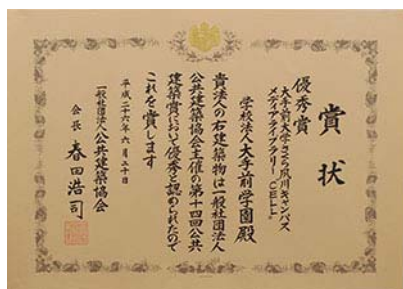 賞状
優秀賞
大手前大学さくら夙川キャンパス
メディアライブラリーCELL
学校法人大手前学園殿
貴法人の右建築物は一般社団法人
公共建築協会主催の第十四回公共
建築賞において優秀と認められたので
これを賞します
平成二十六年六月二十日
一般社団法人公共建築協会
会長 春田浩司